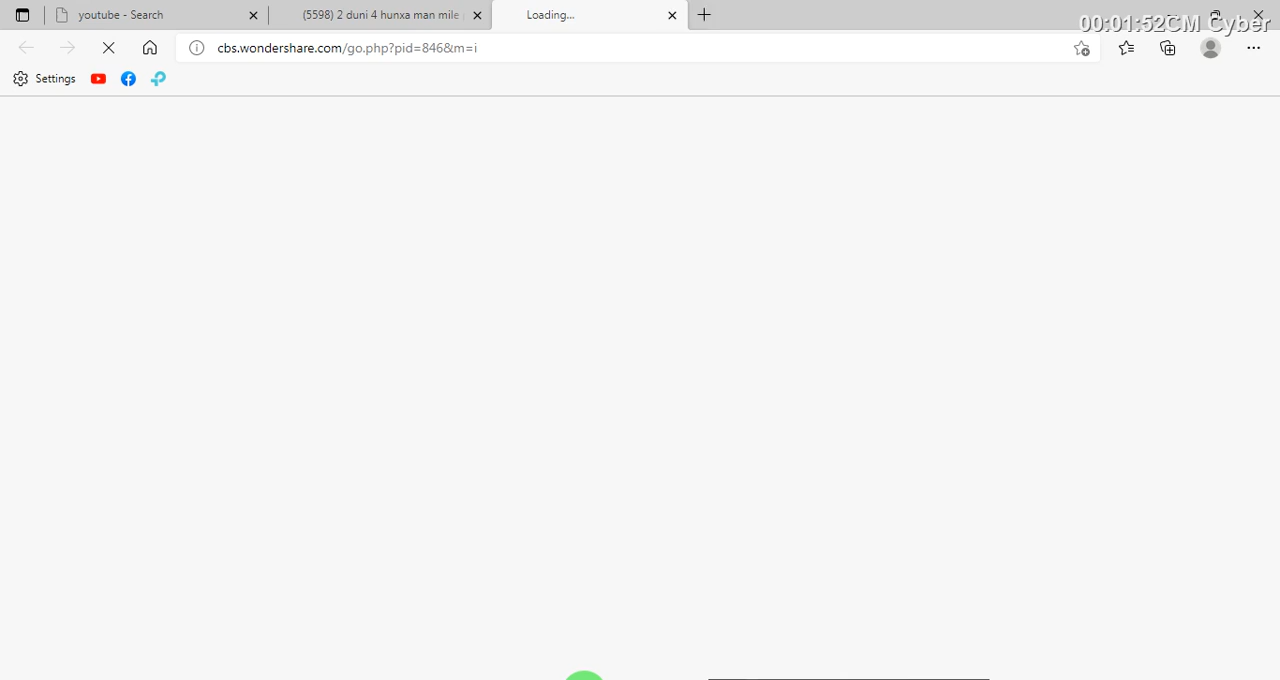 youtube - Search
(5598) 2 duni 4 hunxa man mile
Loading...
00:01:52CM Cyber
cbs.wondershare.com/go.php?pid=846&m=i
Settings